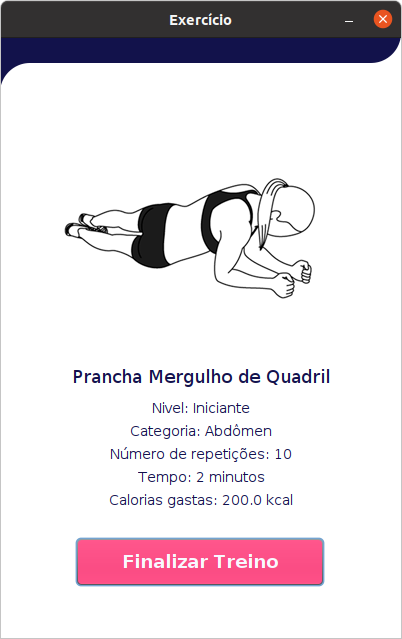 Exercício
Prancha Mergulho de Quadril
Nivel: Iniciante
Categoria: Abdômen
Número de repetições: 10
Tempo: 2 minutos
Calorias gastas: 200.0 kcal
Finalizar Treino